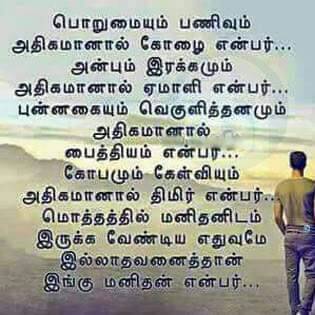 பொறுமையும் பணிவும்
அதிகமானால் கோழை என்பர்...
அன்பும் இரக்கமும்
அதிகமானால் ஏமாளி என்பர்...
புன்னகையும் வெகுளித்தனமும்
அதிகமானால்
பைத்தியம் என்பர...
கோபமும் கேள்வியும்
அதிகமானால் திமிர் என்பர்...
மொத்தத்தில் மனிதனிடம்
இருக்க வேண்டிய எதுவுமே
இல்லாதவனைத்தான்
இங்கு மனிதன் என்பர்...